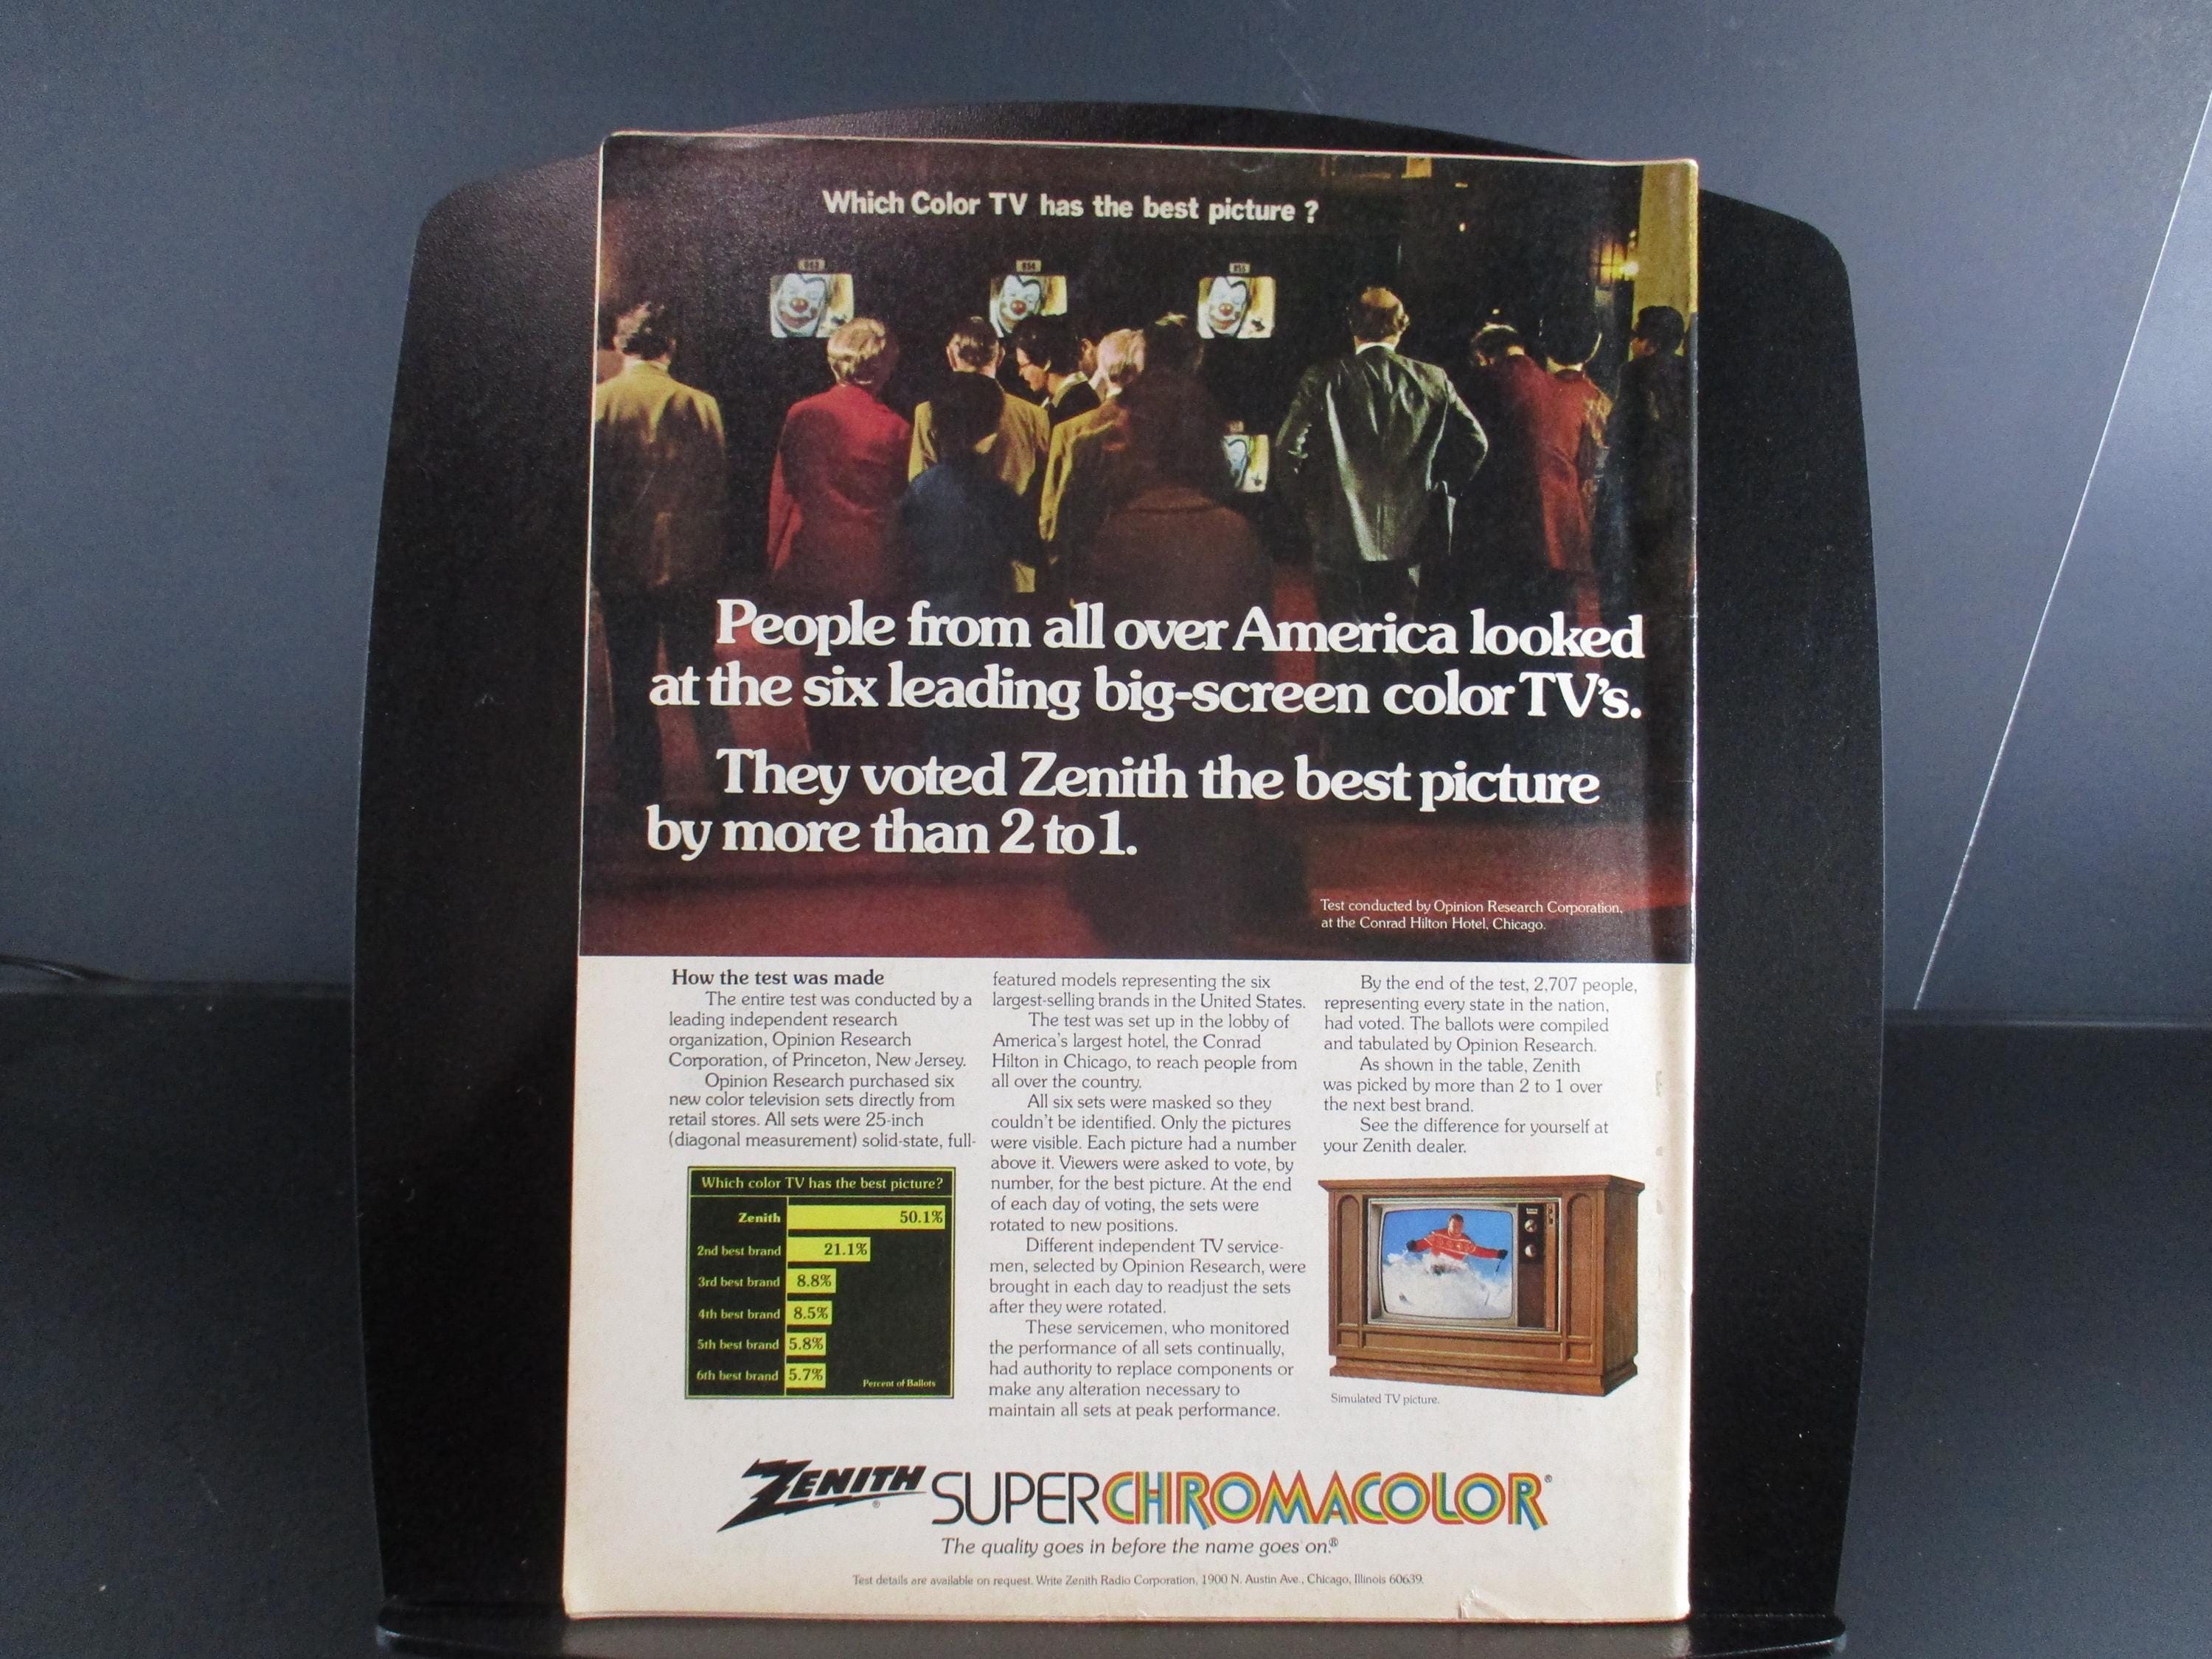 Which Color TV has the best picture ?
People from all over America looked
at the six leading big-screen color TV's.
They voted Zenith the best picture
by more than 2 to 1.
Test conducted by Opinion Research Corporation,
at the Conrad Hilton Hotel, Chicago.
How the test was made
The entire test was conducted by a
leading independent research
organization, Opinion Research
Corporation, of Princeton, New Jersey.
Opinion Research purchased six
new color television sets directly from
retail stores. All sets were 25-inch
(diagonal measurement) solid-state, full-
featured models representing the six
largest-selling brands in the United States.
The test was set up in the lobby of
America's largest hotel, the Conrad
Hilton in Chicago, to reach people from
all over the country.
All six sets were masked so they
couldn't be identified. Only the pictures
were visible. Each picture had a number
above it. Viewers were asked to vote, by
number, for the best picture. At the end
of each day of voting, the sets were
rotated to new positions.
Different independent TV service-
men, selected by Opinion Research, were
brought in each day to readjust the sets
after they were rotated.
These servicemen, who monitored
the performance of all sets continually,
had authority to replace components or
make any alteration necessary to
maintain all sets at peak performance.
By the end of the test, 2,707 people,
representing every state in the nation,
had voted. The ballots were compiled
and tabulated by Opinion Research.
As shown in the table, Zenith
was picked by more than 2 to 1 over
the next best brand.
See the difference for yourself at
your Zenith dealer.
Which color TV has the best picture?
Zenith 50.1%
2nd best brand 21.1%
3rd best brand 8.8%
4th best brand 8.5%
5th best brand 5.8%
6th best brand 5.7%
Percent of Ballots
Simulated TV picture.
ZENITH® SUPER CHROMACOLOR®
The quality goes in before the name goes on.®
Test details are available on request. Write Zenith Radio Corporation, 1900 N. Austin Ave., Chicago, Illinois 60639.